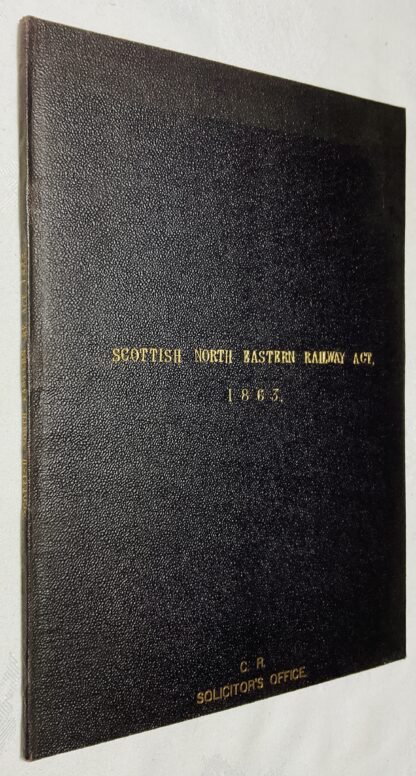 SCOTTISH NORTH EASTERN RAILWAY ACT,
1863.
C. R.
SOLICITOR'S OFFICE.